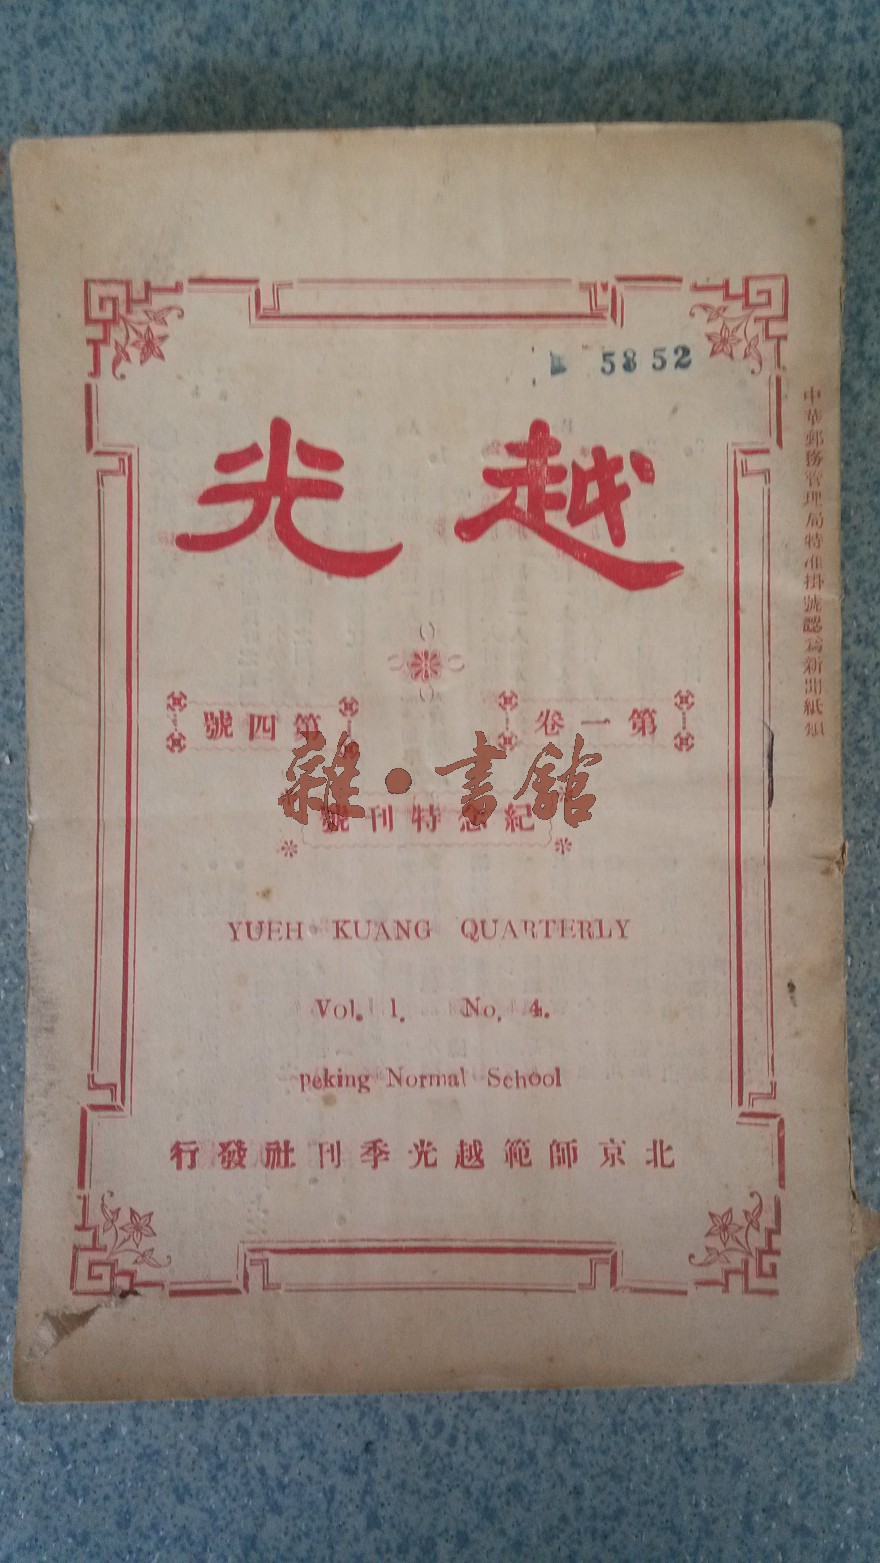 5852
越光
第一卷 第四號
紀念特刊號
雜·書館
YUEH KUANG QUARTERLY
Vol. 1. No. 4.
peking Normal School
北京師範越光季刊社發行
中華郵務管理局特准掛號認為新聞紙類